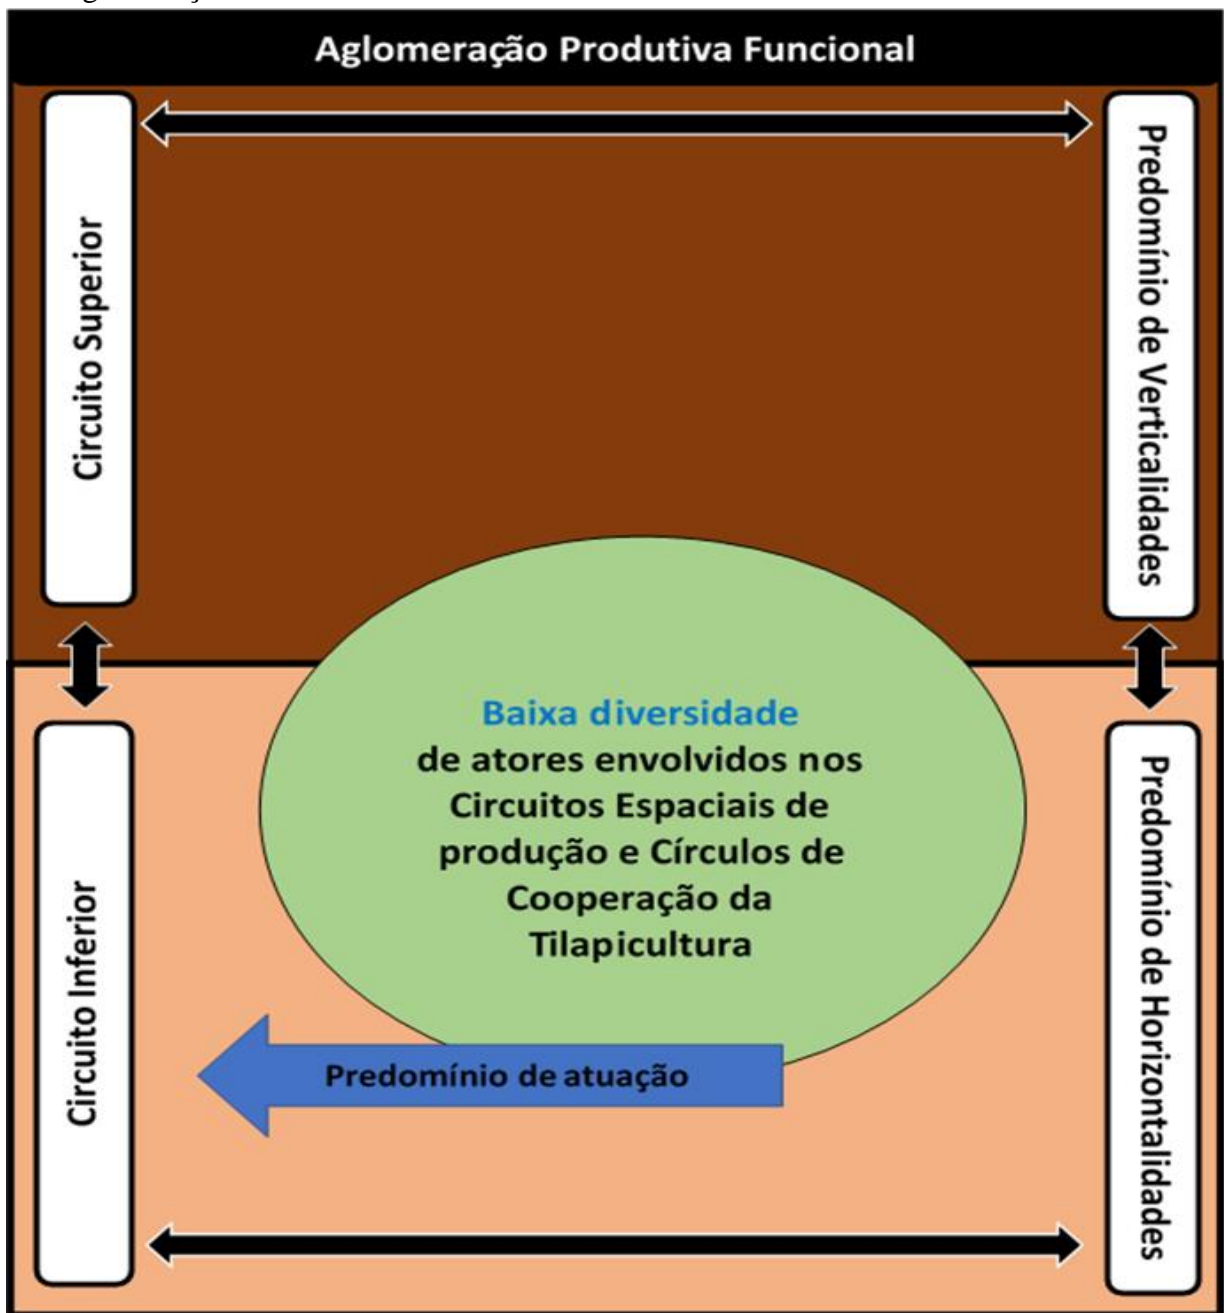 Aglomeração Produtiva Funcional
Circuito Superior
Predomínio de Verticalidades
Baixa diversidade
de atores envolvidos nos
Circuitos Espaciais de
produção e Círculos de
Cooperação da
Tilapicultura
Circuito Inferior
Predomínio de Horizontalidades
Predomínio de atuação